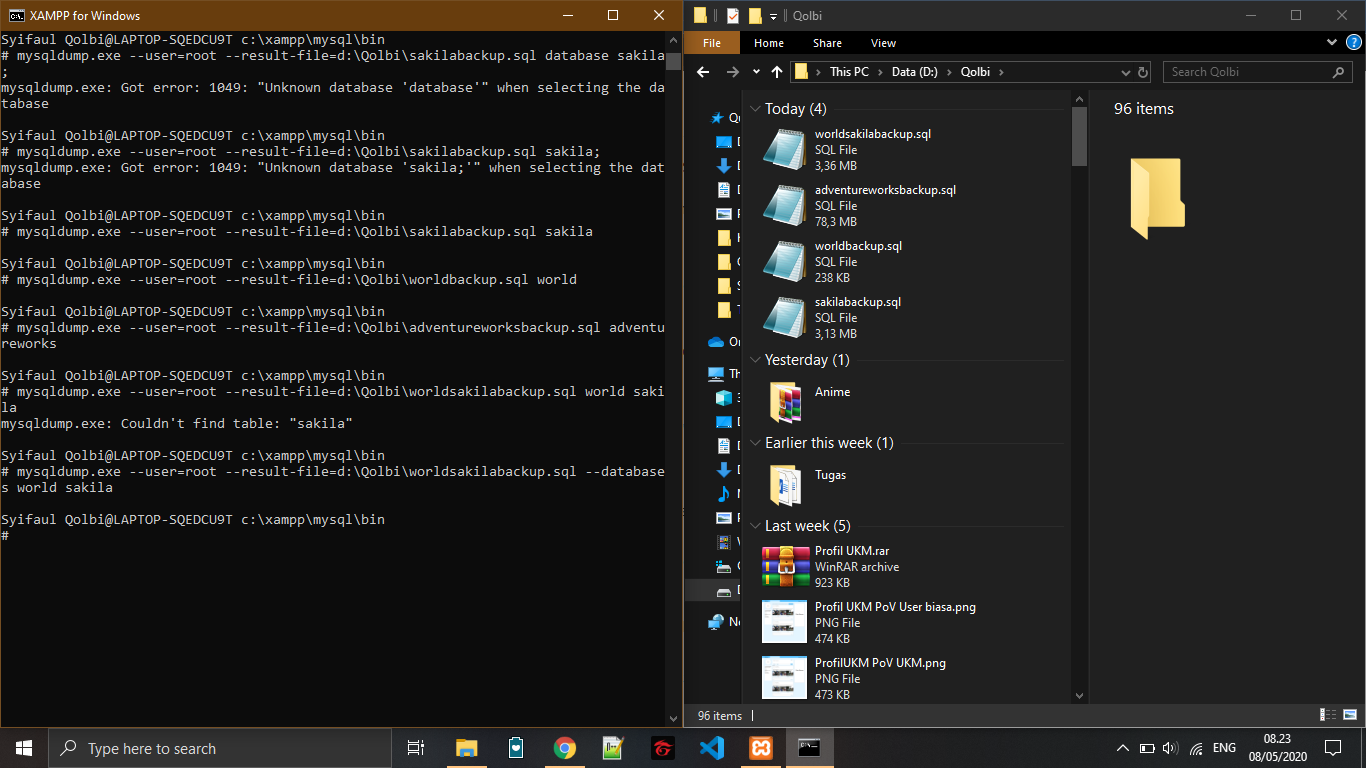 XAMPP for Windows
Syifaul Qolbi@LAPTOP-SQEDCU9T c:\xampp\mysql\bin
# mysqldump.exe --user=root --result-file=d:\Qolbi\sakilabackup.sql database sakila
;
mysqldump.exe: Got error: 1049: "Unknown database 'database'" when selecting the da
tabase
Syifaul Qolbi@LAPTOP-SQEDCU9T c:\xampp\mysql\bin
# mysqldump.exe --user=root --result-file=d:\Qolbi\sakilabackup.sql sakila;
mysqldump.exe: Got error: 1049: "Unknown database 'sakila;'" when selecting the dat
abase
Syifaul Qolbi@LAPTOP-SQEDCU9T c:\xampp\mysql\bin
# mysqldump.exe --user=root --result-file=d:\Qolbi\sakilabackup.sql sakila
Syifaul Qolbi@LAPTOP-SQEDCU9T c:\xampp\mysql\bin
# mysqldump.exe --user=root --result-file=d:\Qolbi\worldbackup.sql world
Syifaul Qolbi@LAPTOP-SQEDCU9T c:\xampp\mysql\bin
# mysqldump.exe --user=root --result-file=d:\Qolbi\adventureworksbackup.sql adventu
reworks
Syifaul Qolbi@LAPTOP-SQEDCU9T c:\xampp\mysql\bin
# mysqldump.exe --user=root --result-file=d:\Qolbi\worldsakilabackup.sql world saki
la
mysqldump.exe: Couldn't find table: "sakila"
Syifaul Qolbi@LAPTOP-SQEDCU9T c:\xampp\mysql\bin
# mysqldump.exe --user=root --result-file=d:\Qolbi\worldsakilabackup.sql --database
s world sakila
Syifaul Qolbi@LAPTOP-SQEDCU9T c:\xampp\mysql\bin
#
Qolbi
File Home Share View
This PC > Data (D:) > Qolbi >
Search Qolbi
Today (4)
worldsakilabackup.sql
SQL File
3,36 MB
adventureworksbackup.sql
SQL File
78,3 MB
worldbackup.sql
SQL File
238 KB
sakilabackup.sql
SQL File
3,13 MB
Yesterday (1)
Anime
Earlier this week (1)
Tugas
Last week (5)
Profil UKM.rar
WinRAR archive
923 KB
Profil UKM PoV User biasa.png
PNG File
474 KB
ProfilUKM PoV UKM.png
PNG File
473 KB
96 items
96 items
Type here to search
ENG
08.23
08/05/2020